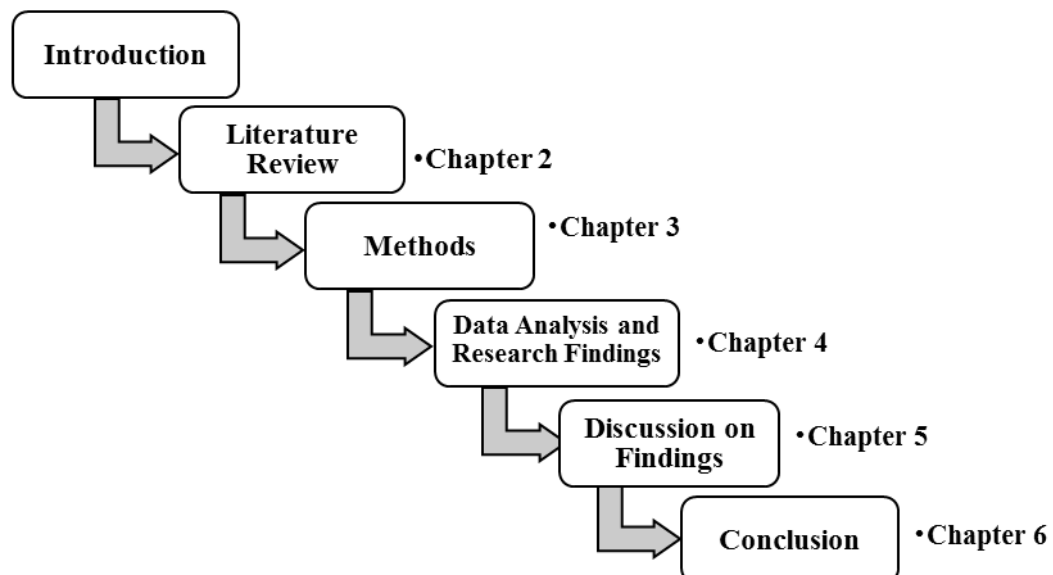 Introduction
Literature
Review
•Chapter 2
Methods
•Chapter 3
Data Analysis and
Research Findings
•Chapter 4
Discussion on
Findings
•Chapter 5
Conclusion
•Chapter 6